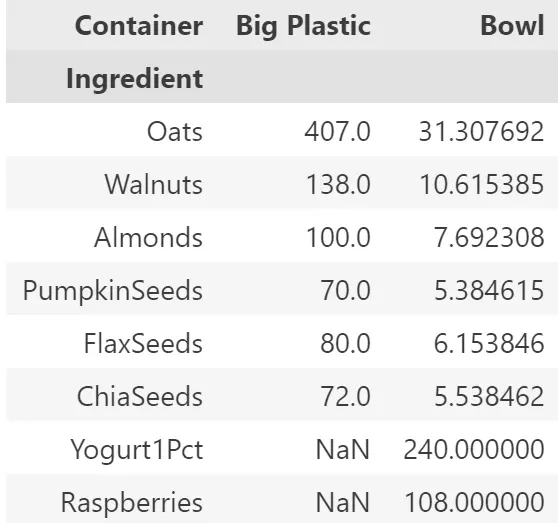 Container Big Plastic Bowl
Ingredient
Oats 407.0 31.307692
Walnuts 138.0 10.615385
Almonds 100.0 7.692308
PumpkinSeeds 70.0 5.384615
FlaxSeeds 80.0 6.153846
ChiaSeeds 72.0 5.538462
Yogurt1Pct NaN 240.000000
Raspberries NaN 108.000000